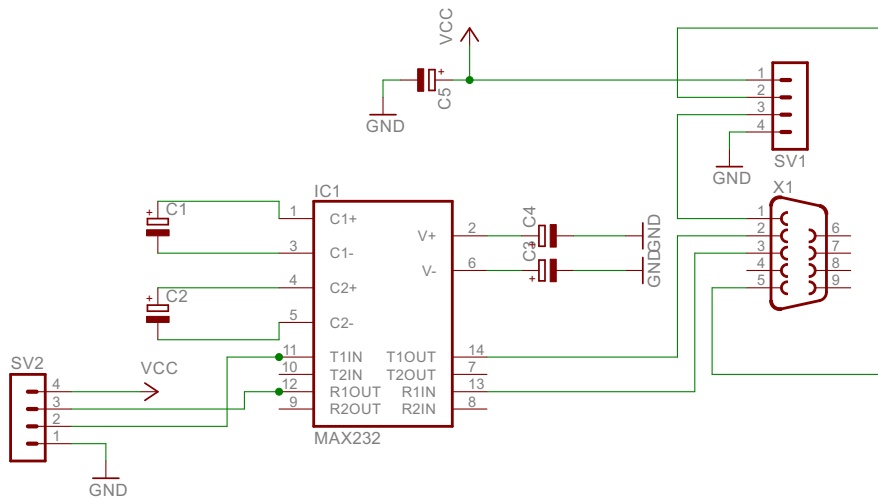 VCC
C5
GND
1
2
3
4
SV1
GND
X1
1
2
3
4
5
6
7
8
9
IC1
C1
1
C1+
3
C1-
C2
4
C2+
5
C2-
V+
2
C4
GND
V-
6
C3
GND
11
T1IN
T1OUT
14
10
T2IN
T2OUT
7
12
R1OUT
R1IN
13
9
R2OUT
R2IN
8
MAX232
SV2
VCC
4
3
2
1
GND